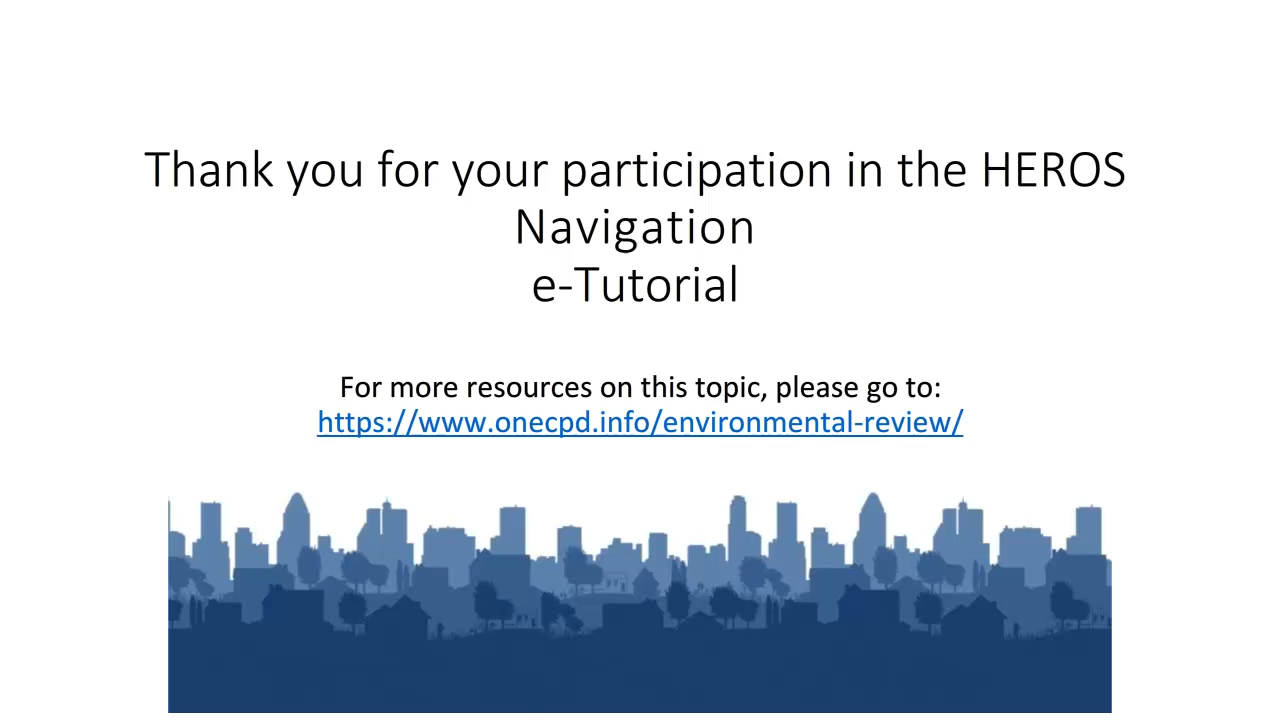 Thank you for your participation in the HEROS
Navigation
e-Tutorial
For more resources on this topic, please go to:
https://www.onecpd.info/environmental-review/